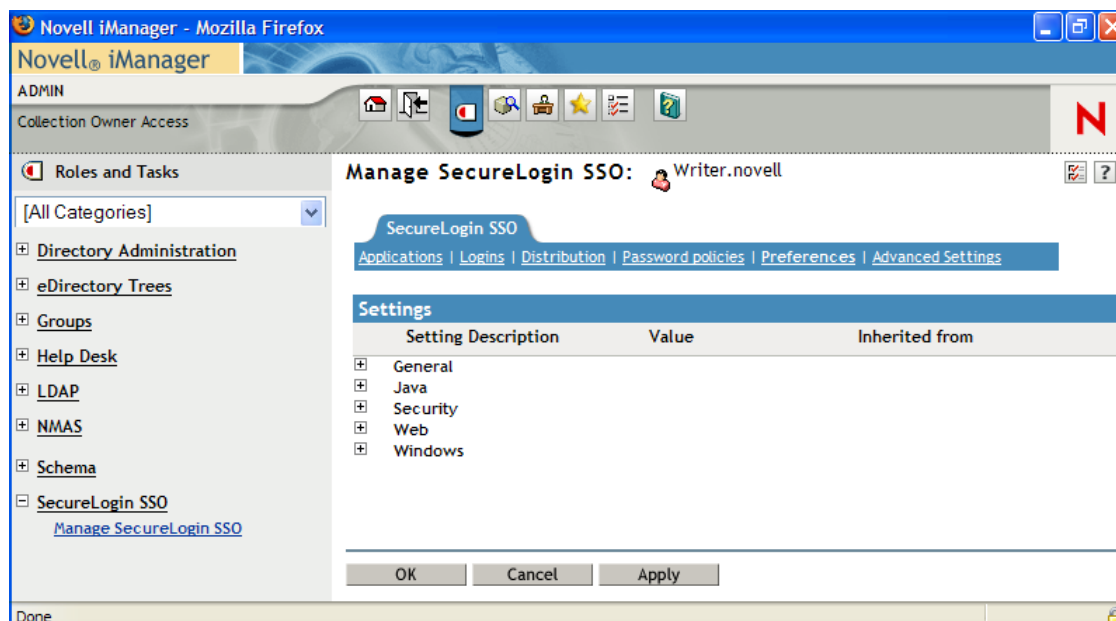 Novell iManager - Mozilla Firefox
Novell® iManager
ADMIN
Collection Owner Access
N
Roles and Tasks
[All Categories]
Directory Administration
eDirectory Trees
Groups
Help Desk
LDAP
NMAS
Schema
SecureLogin SSO
Manage SecureLogin SSO
Manage SecureLogin SSO: Writer.novell
?
SecureLogin SSO
Applications | Logins | Distribution | Password policies | Preferences | Advanced Settings
Settings
Setting Description Value Inherited from
General
Java
Security
Web
Windows
OK Cancel Apply
Done